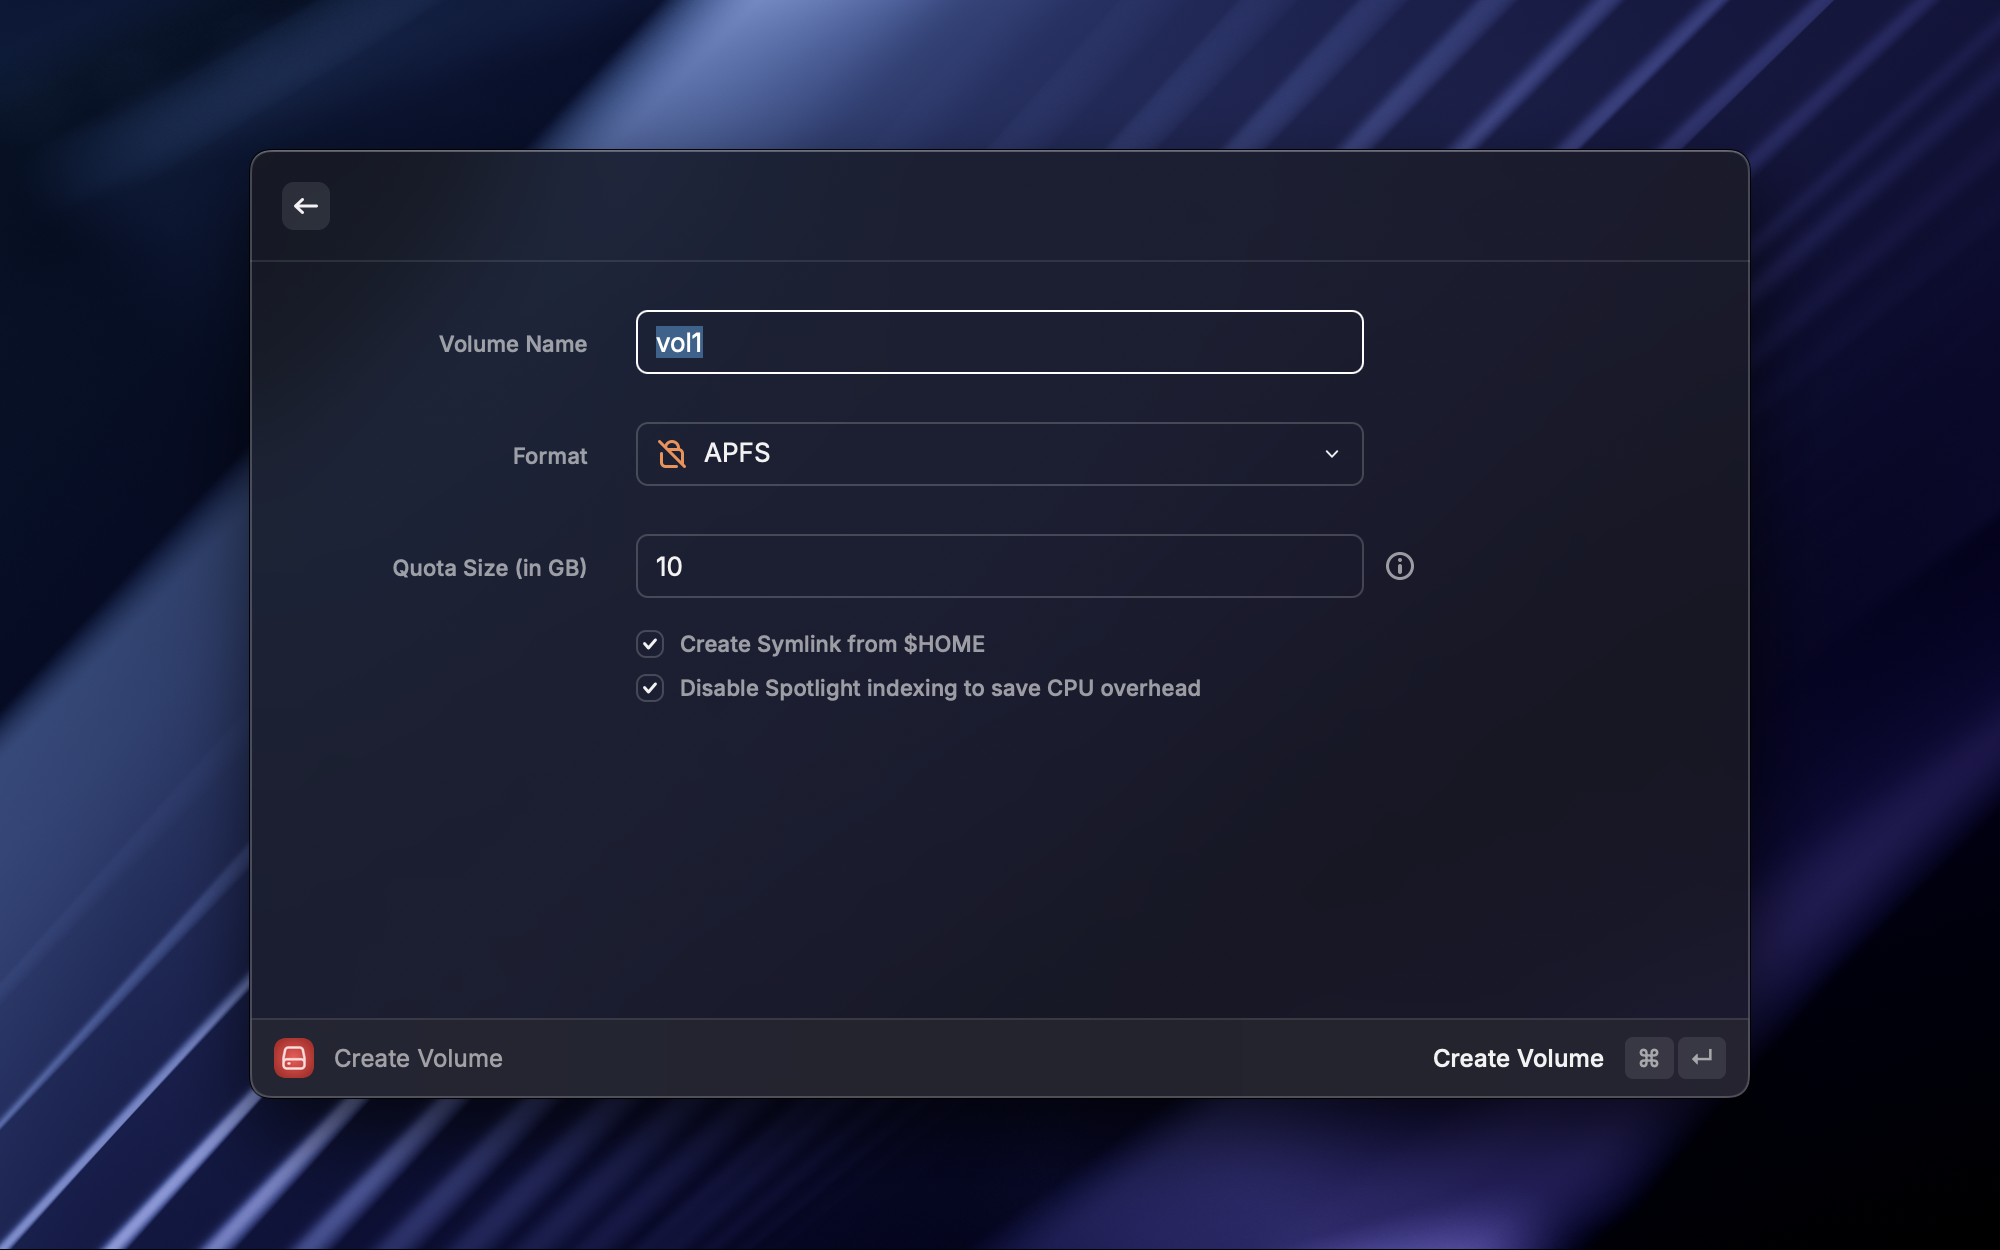 Volume Name
vol1
Format
APFS
Quota Size (in GB)
10
Create Symlink from $HOME
Disable Spotlight indexing to save CPU overhead
Create Volume
Create Volume ⌘ ↵